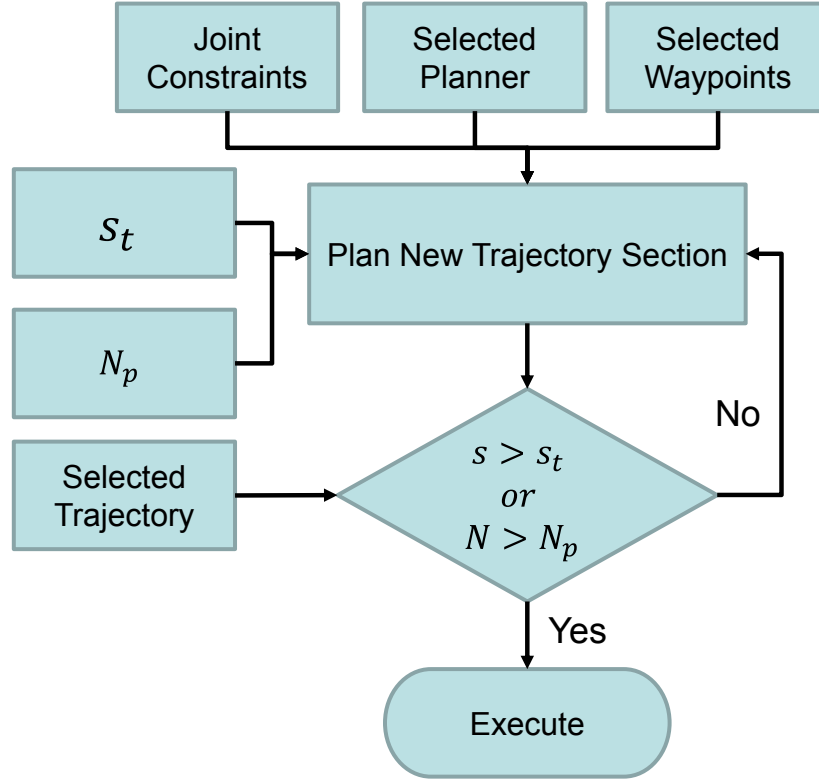 Joint
Constraints
Selected
Planner
Selected
Waypoints
s_t
Plan New Trajectory Section
N_p
No
Selected
Trajectory
s > s_t
or
N > N_p
Yes
Execute